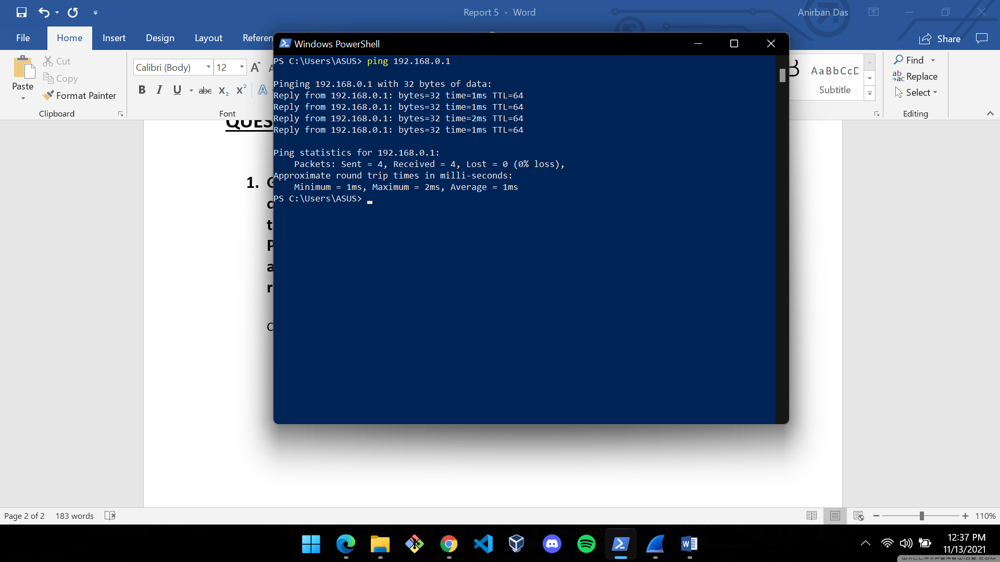 Report 5 - Word
Anirban Das
File
Home
Insert
Design
Layout
Windows PowerShell
Share
Paste
Cut
Copy
Format Painter
Clipboard
Calibri (Body)
12
B I U abc X₂ X² A
Font
AaBbCcD
Subtitle
Find
Replace
Select
Editing
PS C:\Users\ASUS> ping 192.168.0.1
Pinging 192.168.0.1 with 32 bytes of data:
Reply from 192.168.0.1: bytes=32 time=1ms TTL=64
Reply from 192.168.0.1: bytes=32 time=1ms TTL=64
Reply from 192.168.0.1: bytes=32 time=2ms TTL=64
Reply from 192.168.0.1: bytes=32 time=1ms TTL=64
Ping statistics for 192.168.0.1:
Packets: Sent = 4, Received = 4, Lost = 0 (0% loss),
Approximate round trip times in milli-seconds:
Minimum = 1ms, Maximum = 2ms, Average = 1ms
PS C:\Users\ASUS>
1.
Page 2 of 2
183 words
110%
12:37 PM
11/13/2021
WALLPAPERSWIDE.COM